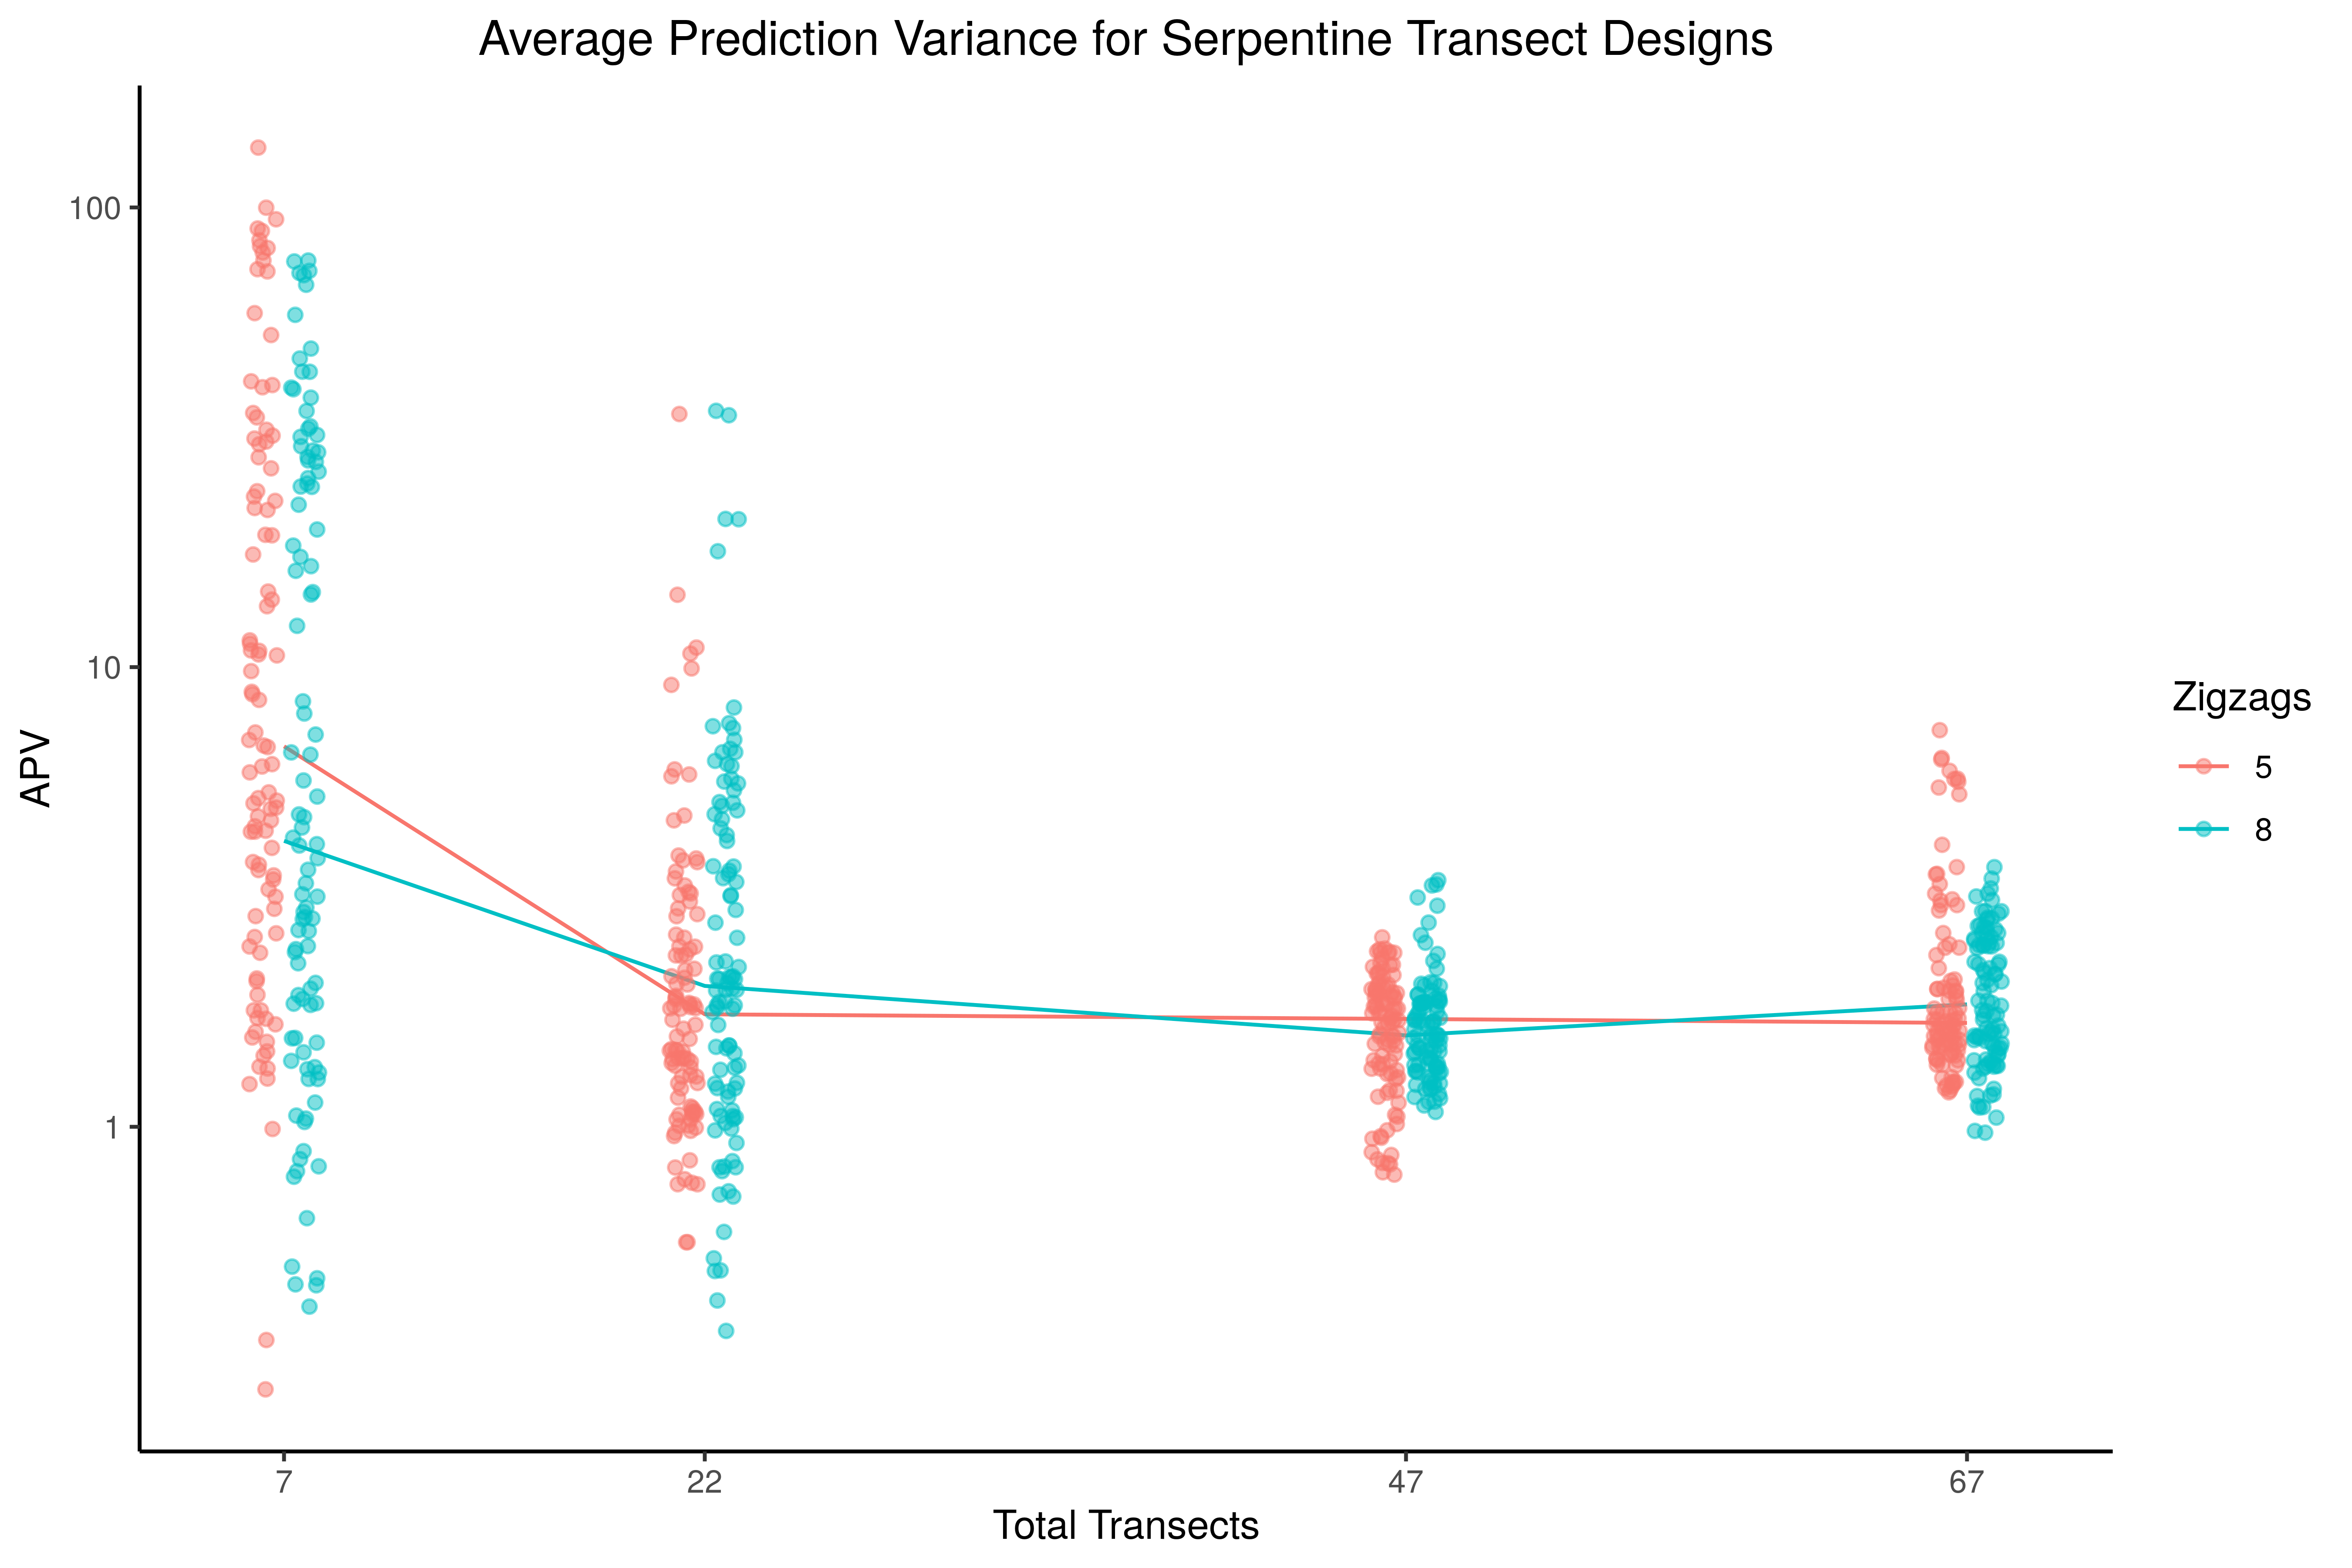 Average Prediction Variance for Serpentine Transect Designs
APV
100
10
1
7
22
47
67
Total Transects
Zigzags
5
8